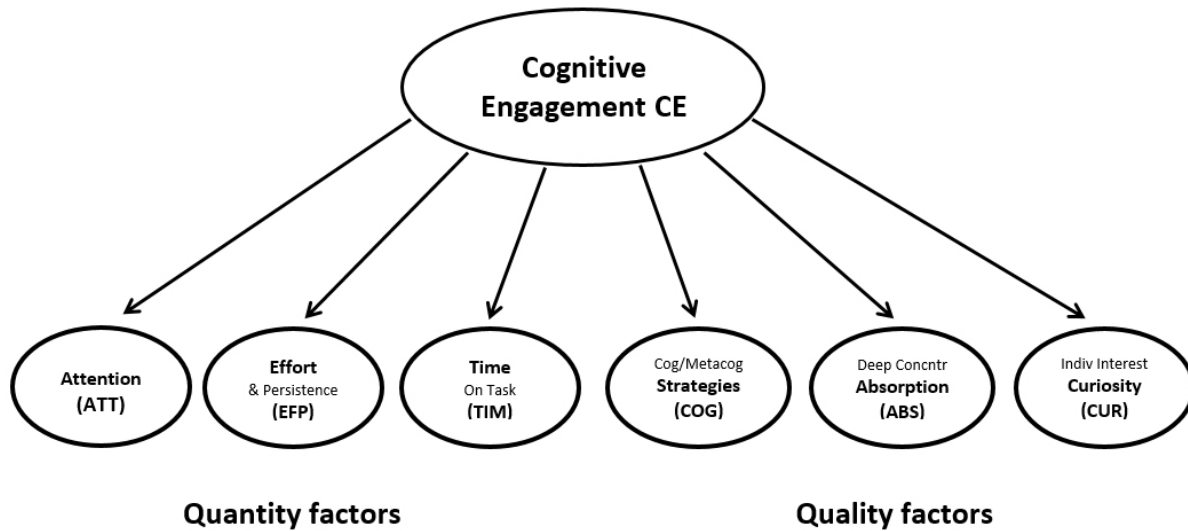 Cognitive
Engagement CE
Attention
(ATT)
Effort
& Persistence
(EFP)
Time
On Task
(TIM)
Cog/Metacog
Strategies
(COG)
Deep Concntr
Absorption
(ABS)
Indiv Interest
Curiosity
(CUR)
Quantity factors
Quality factors